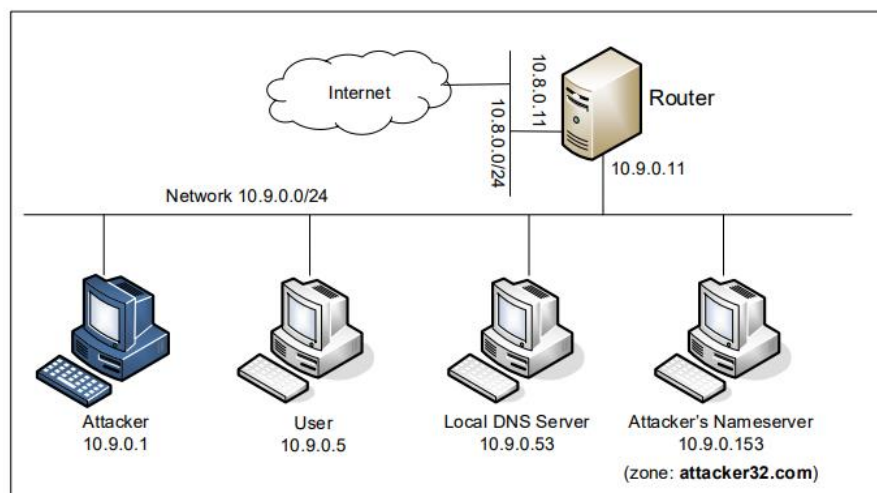 Internet
10.8.0.11
10.8.0.0/24
Router
10.9.0.11
Network 10.9.0.0/24
Attacker
10.9.0.1
User
10.9.0.5
Local DNS Server
10.9.0.53
Attacker's Nameserver
10.9.0.153
(zone: attacker32.com)